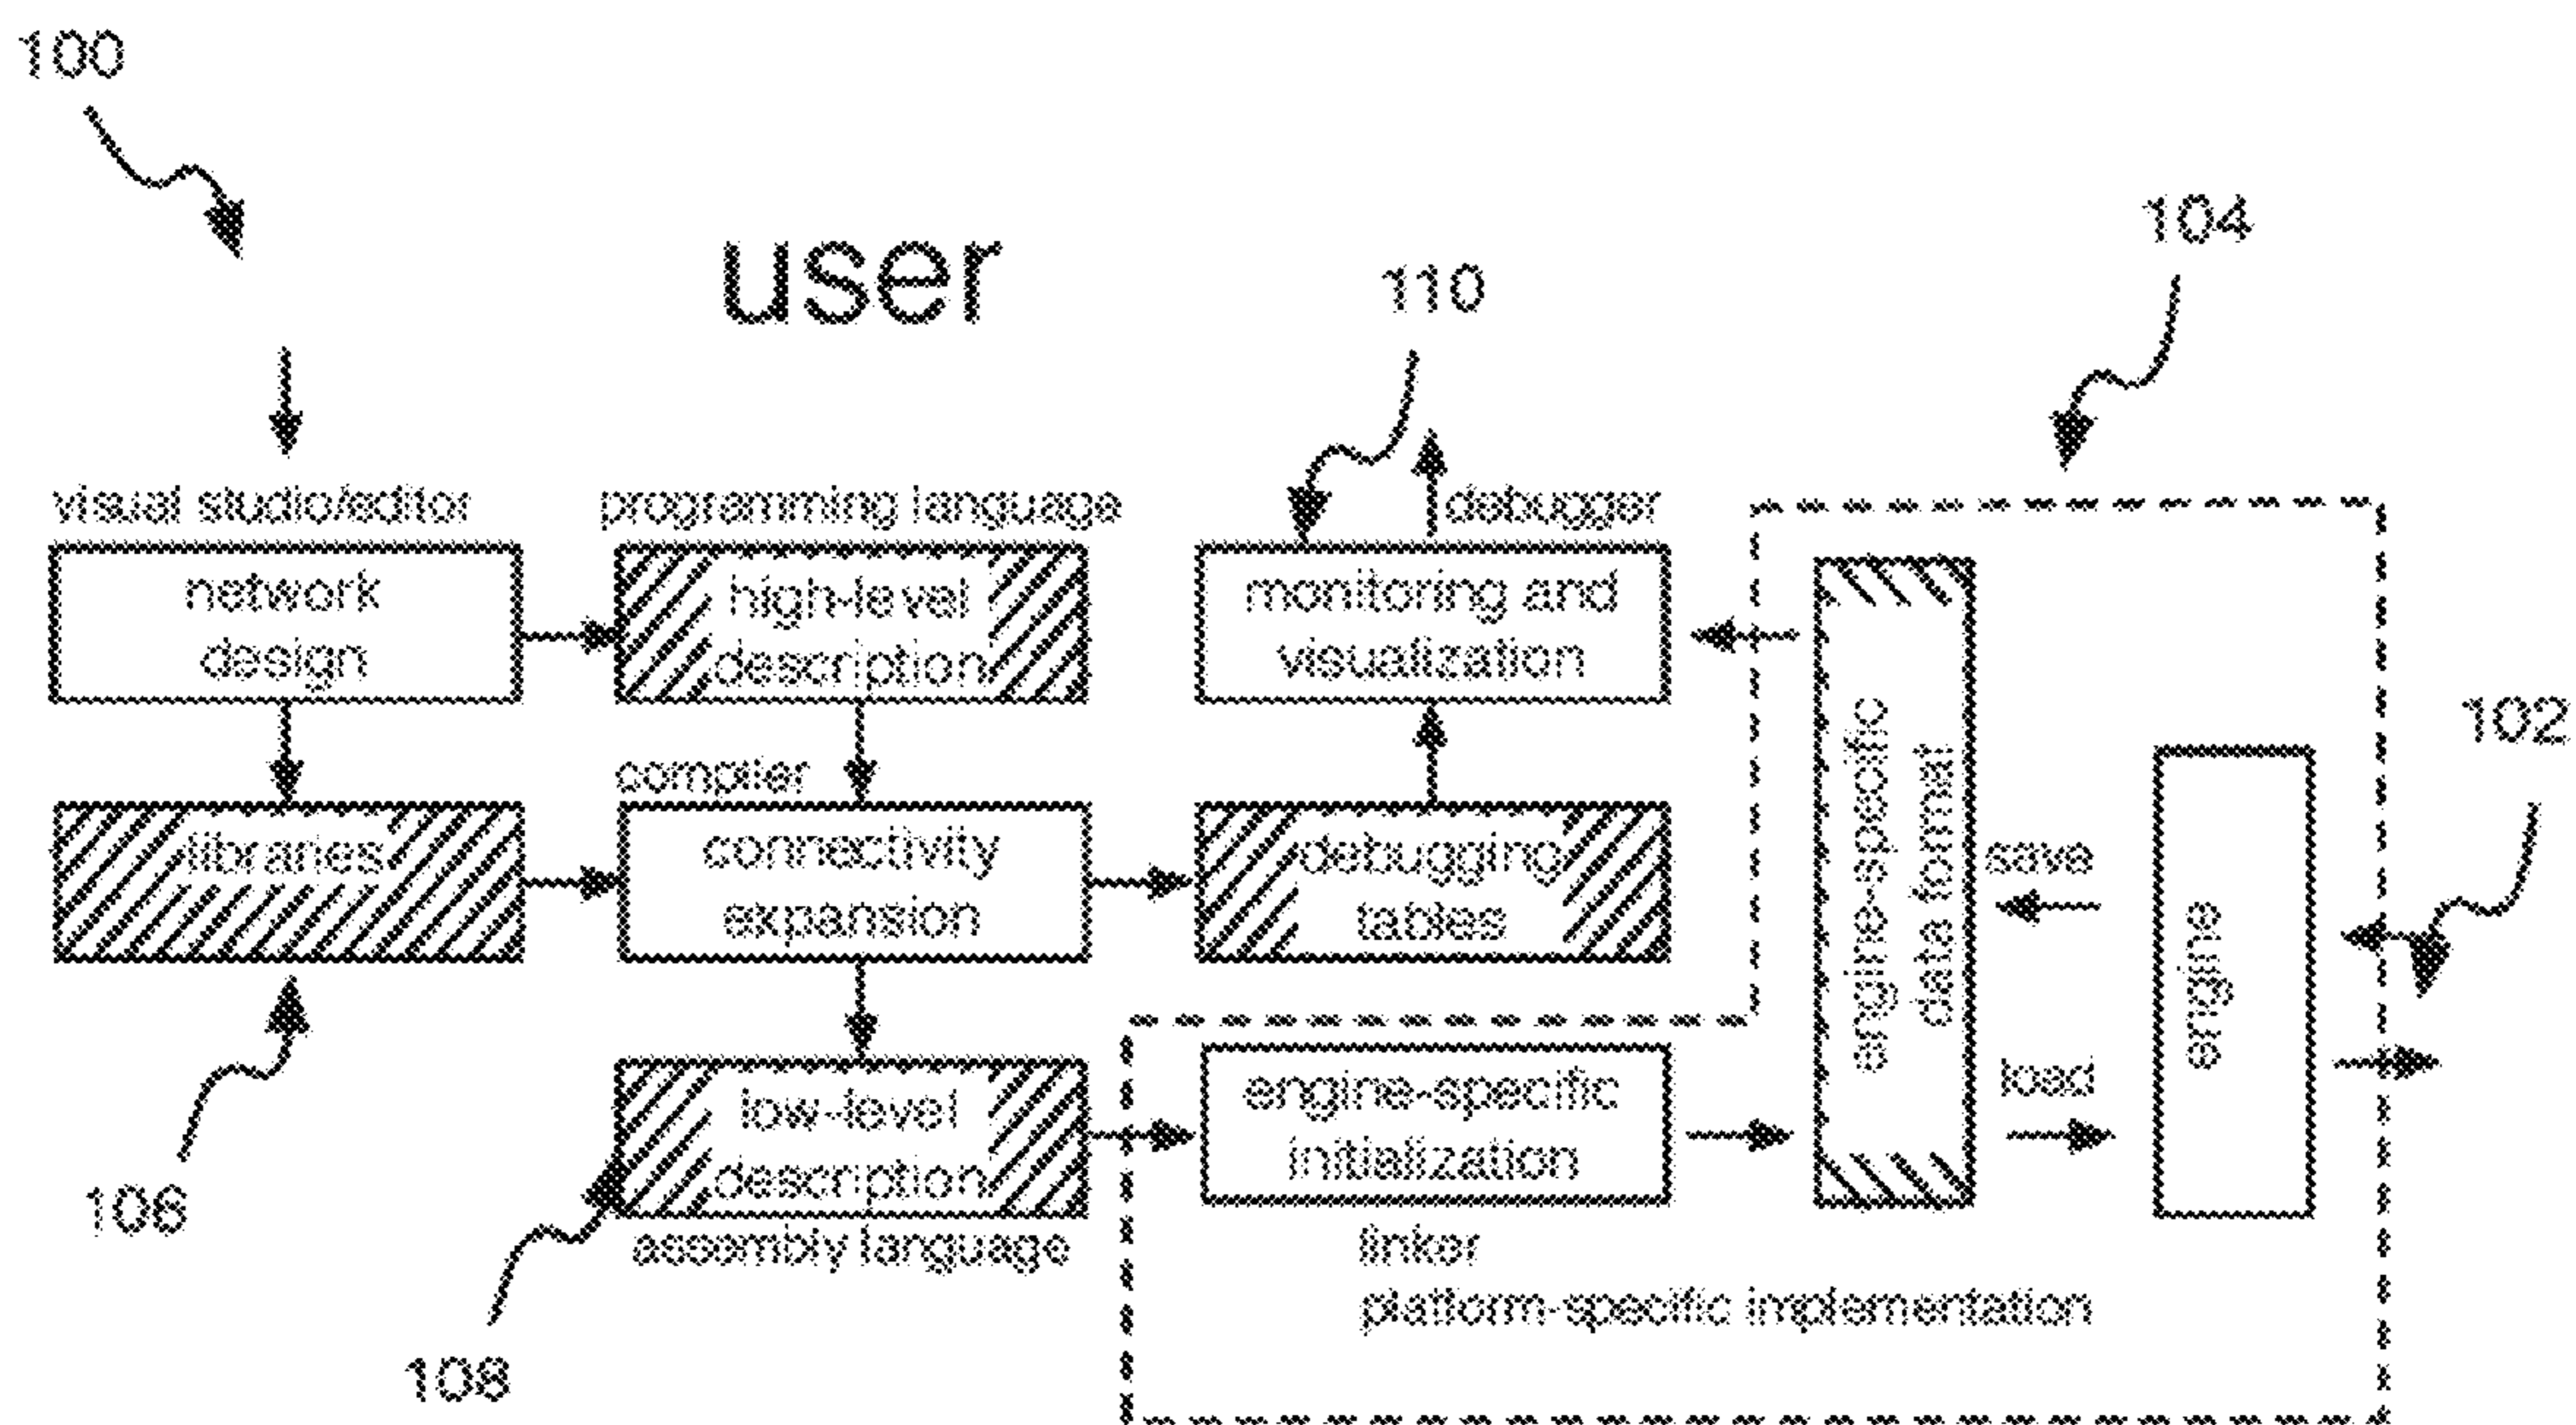 100
104
user
110
visual studio/editor
programming language
debugger
network
design
high-level
description
monitoring and
visualization
102
compiler
libraries
connectivity
expansion
debugging
tables
engine-specific
data format
save
load
engine
low-level
description
engine-specific
initialization
106
assembly language
linker
platform-specific implementation
108